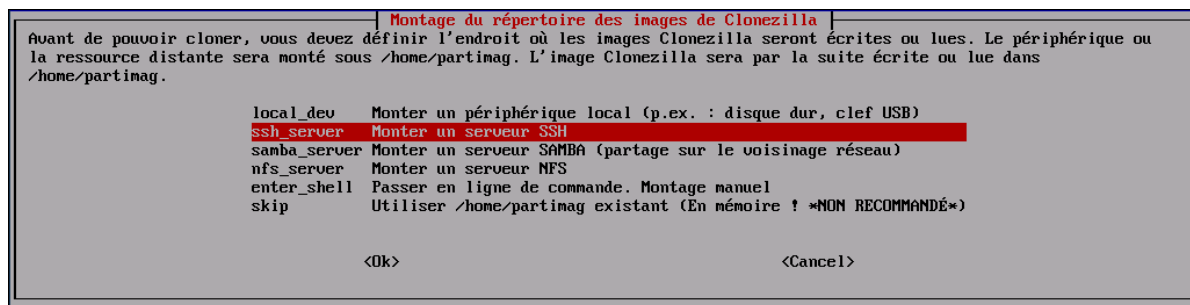 Montage du répertoire des images de Clonezilla
Avant de pouvoir cloner, vous devez définir l'endroit où les images Clonezilla seront écrites ou lues. Le périphérique ou
la ressource distante sera monté sous /home/partimag. L'image Clonezilla sera par la suite écrite ou lue dans
/home/partimag.
local_dev Monter un périphérique local (p.ex. : disque dur, clef USB)
ssh_server Monter un serveur SSH
samba_server Monter un serveur SAMBA (partage sur le voisinage réseau)
nfs_server Monter un serveur NFS
enter_shell Passer en ligne de commande. Montage manuel
skip Utiliser /home/partimag existant (En mémoire ! *NON RECOMMANDÉ*)
<Ok> <Cancel>